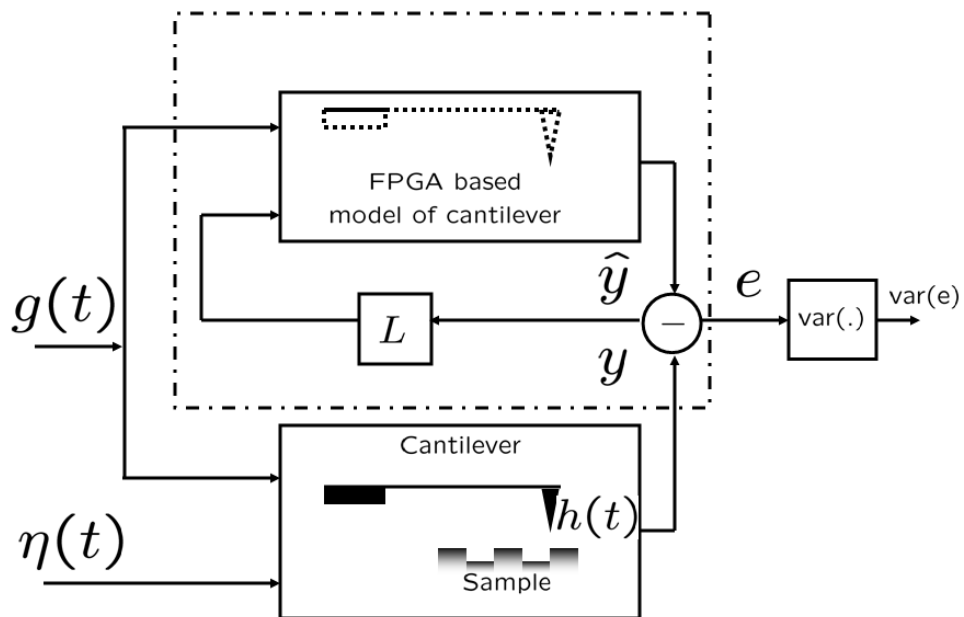 FPGA based
model of cantilever
g(t)
L
ŷ
−
y
e
var(.)
var(e)
Cantilever
h(t)
η(t)
Sample